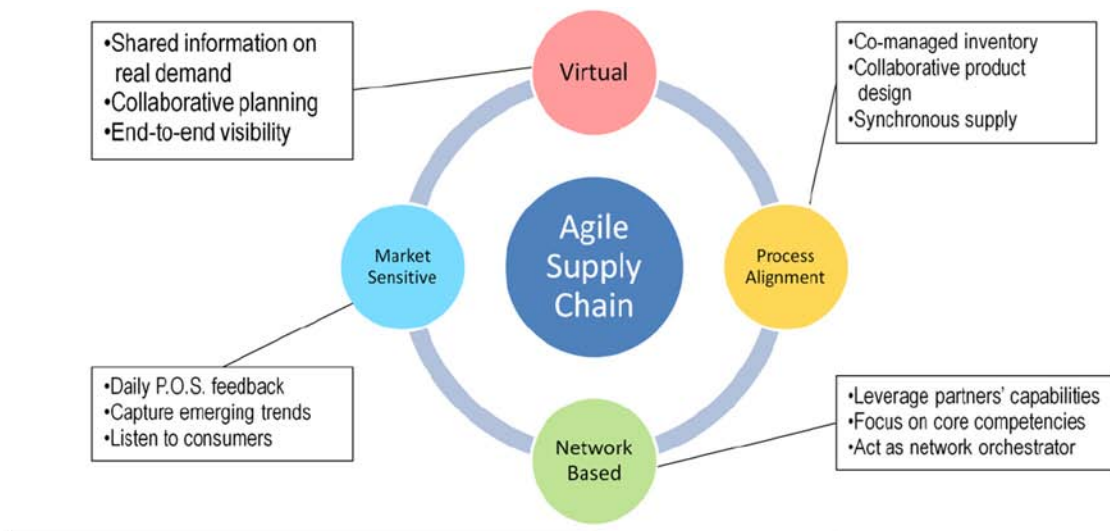 •Shared information on
real demand
•Collaborative planning
•End-to-end visibility
Virtual
•Co-managed inventory
•Collaborative product
design
•Synchronous supply
Market
Sensitive
Agile
Supply
Chain
Process
Alignment
•Daily P.O.S. feedback
•Capture emerging trends
•Listen to consumers
Network
Based
•Leverage partners’ capabilities
•Focus on core competencies
•Act as network orchestrator